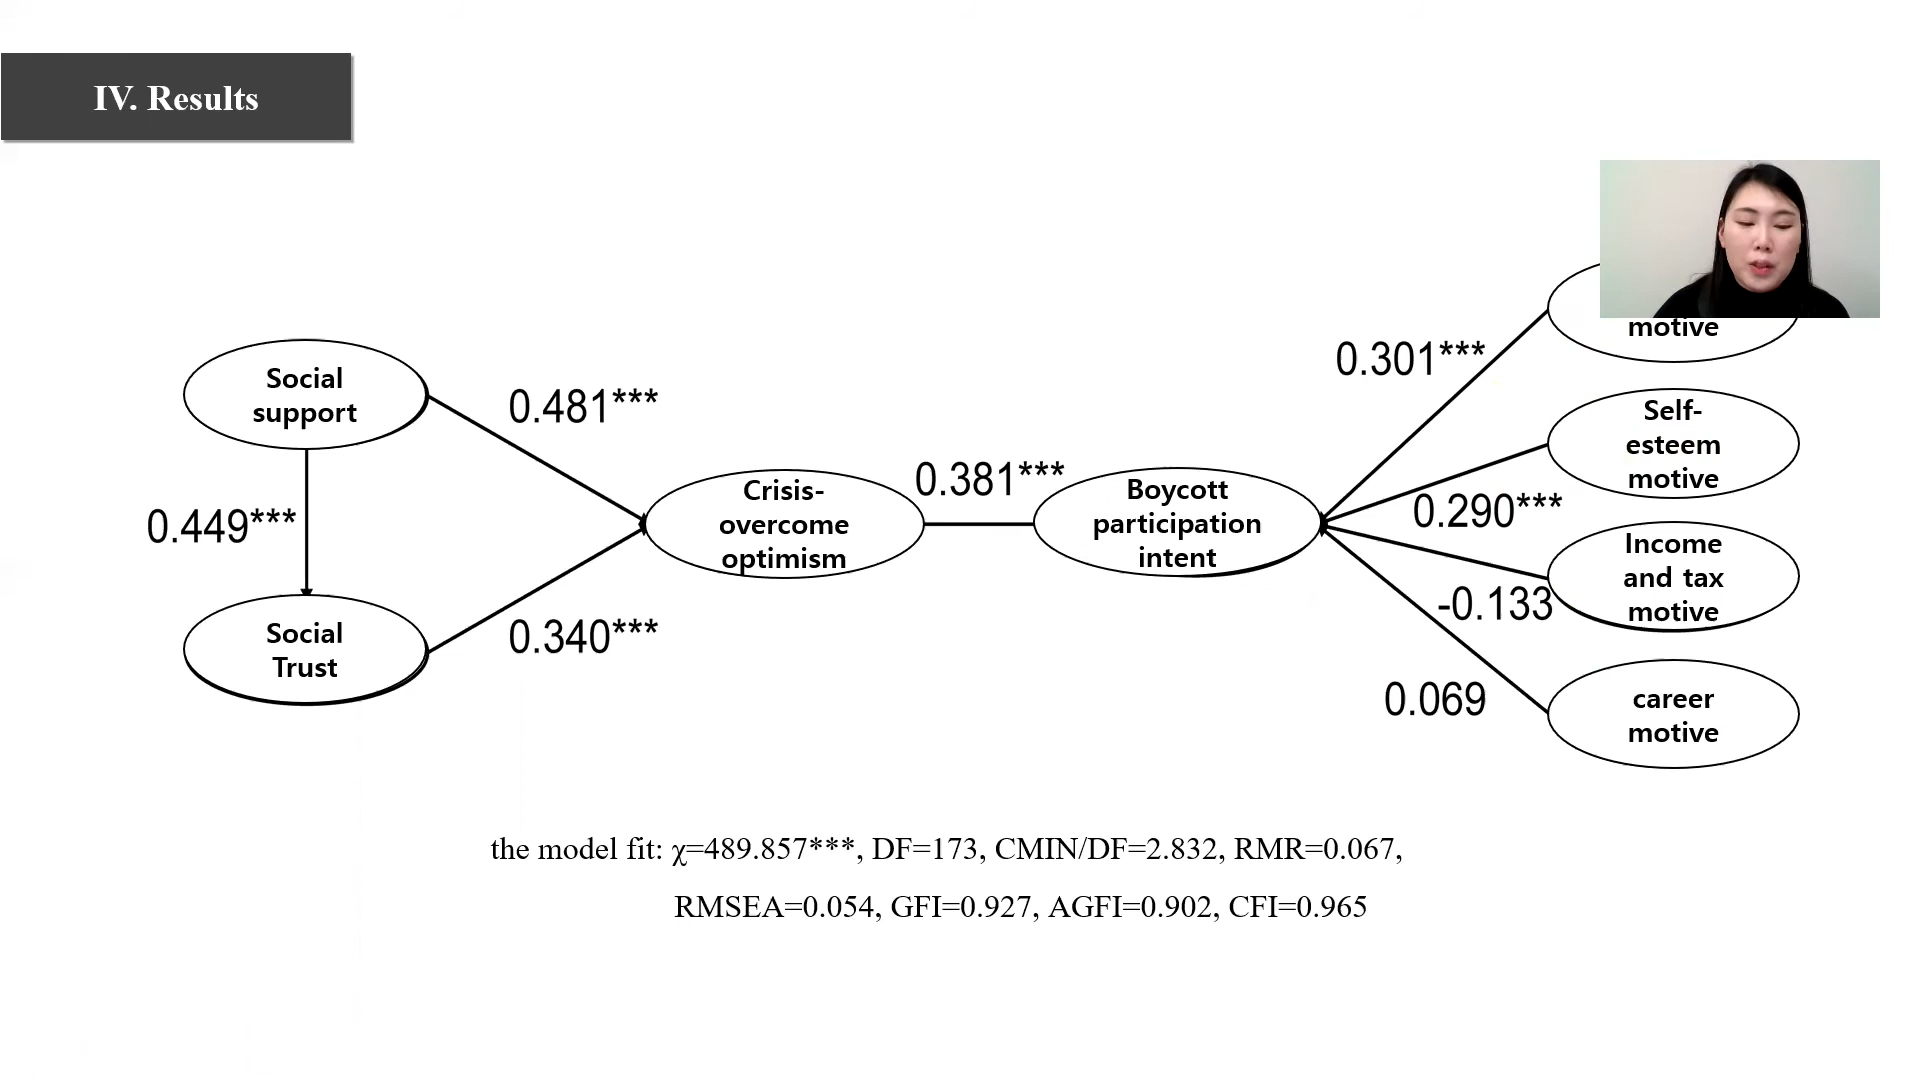 IV. Results
Social
support
0.481***
0.449***
Social
Trust
0.340***
Crisis-
overcome
optimism
0.381***
Boycott
participation
intent
0.301***
motive
Self-
esteem
motive
0.290***
Income
and tax
motive
-0.133
career
motive
0.069
the model fit: χ=489.857***, DF=173, CMIN/DF=2.832, RMR=0.067,
RMSEA=0.054, GFI=0.927, AGFI=0.902, CFI=0.965